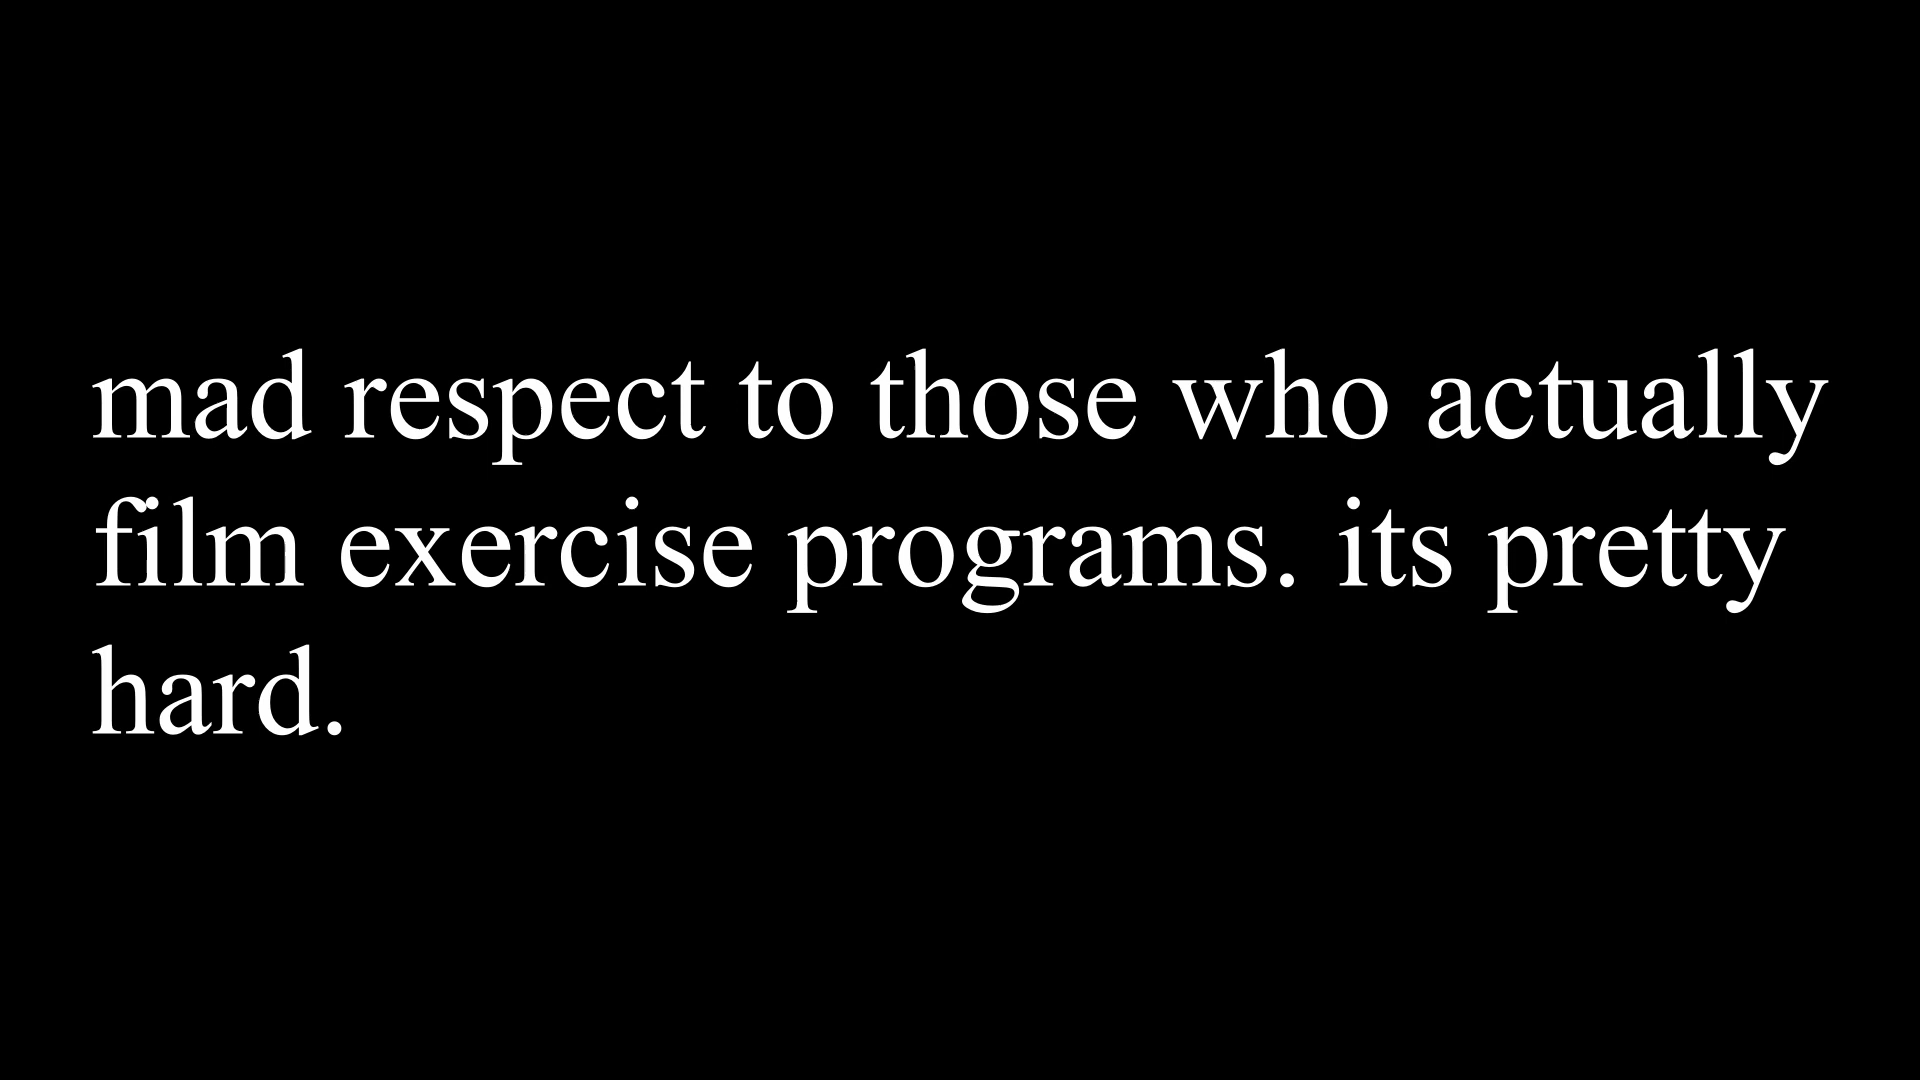 mad respect to those who actually
film exercise programs. its pretty
hard.